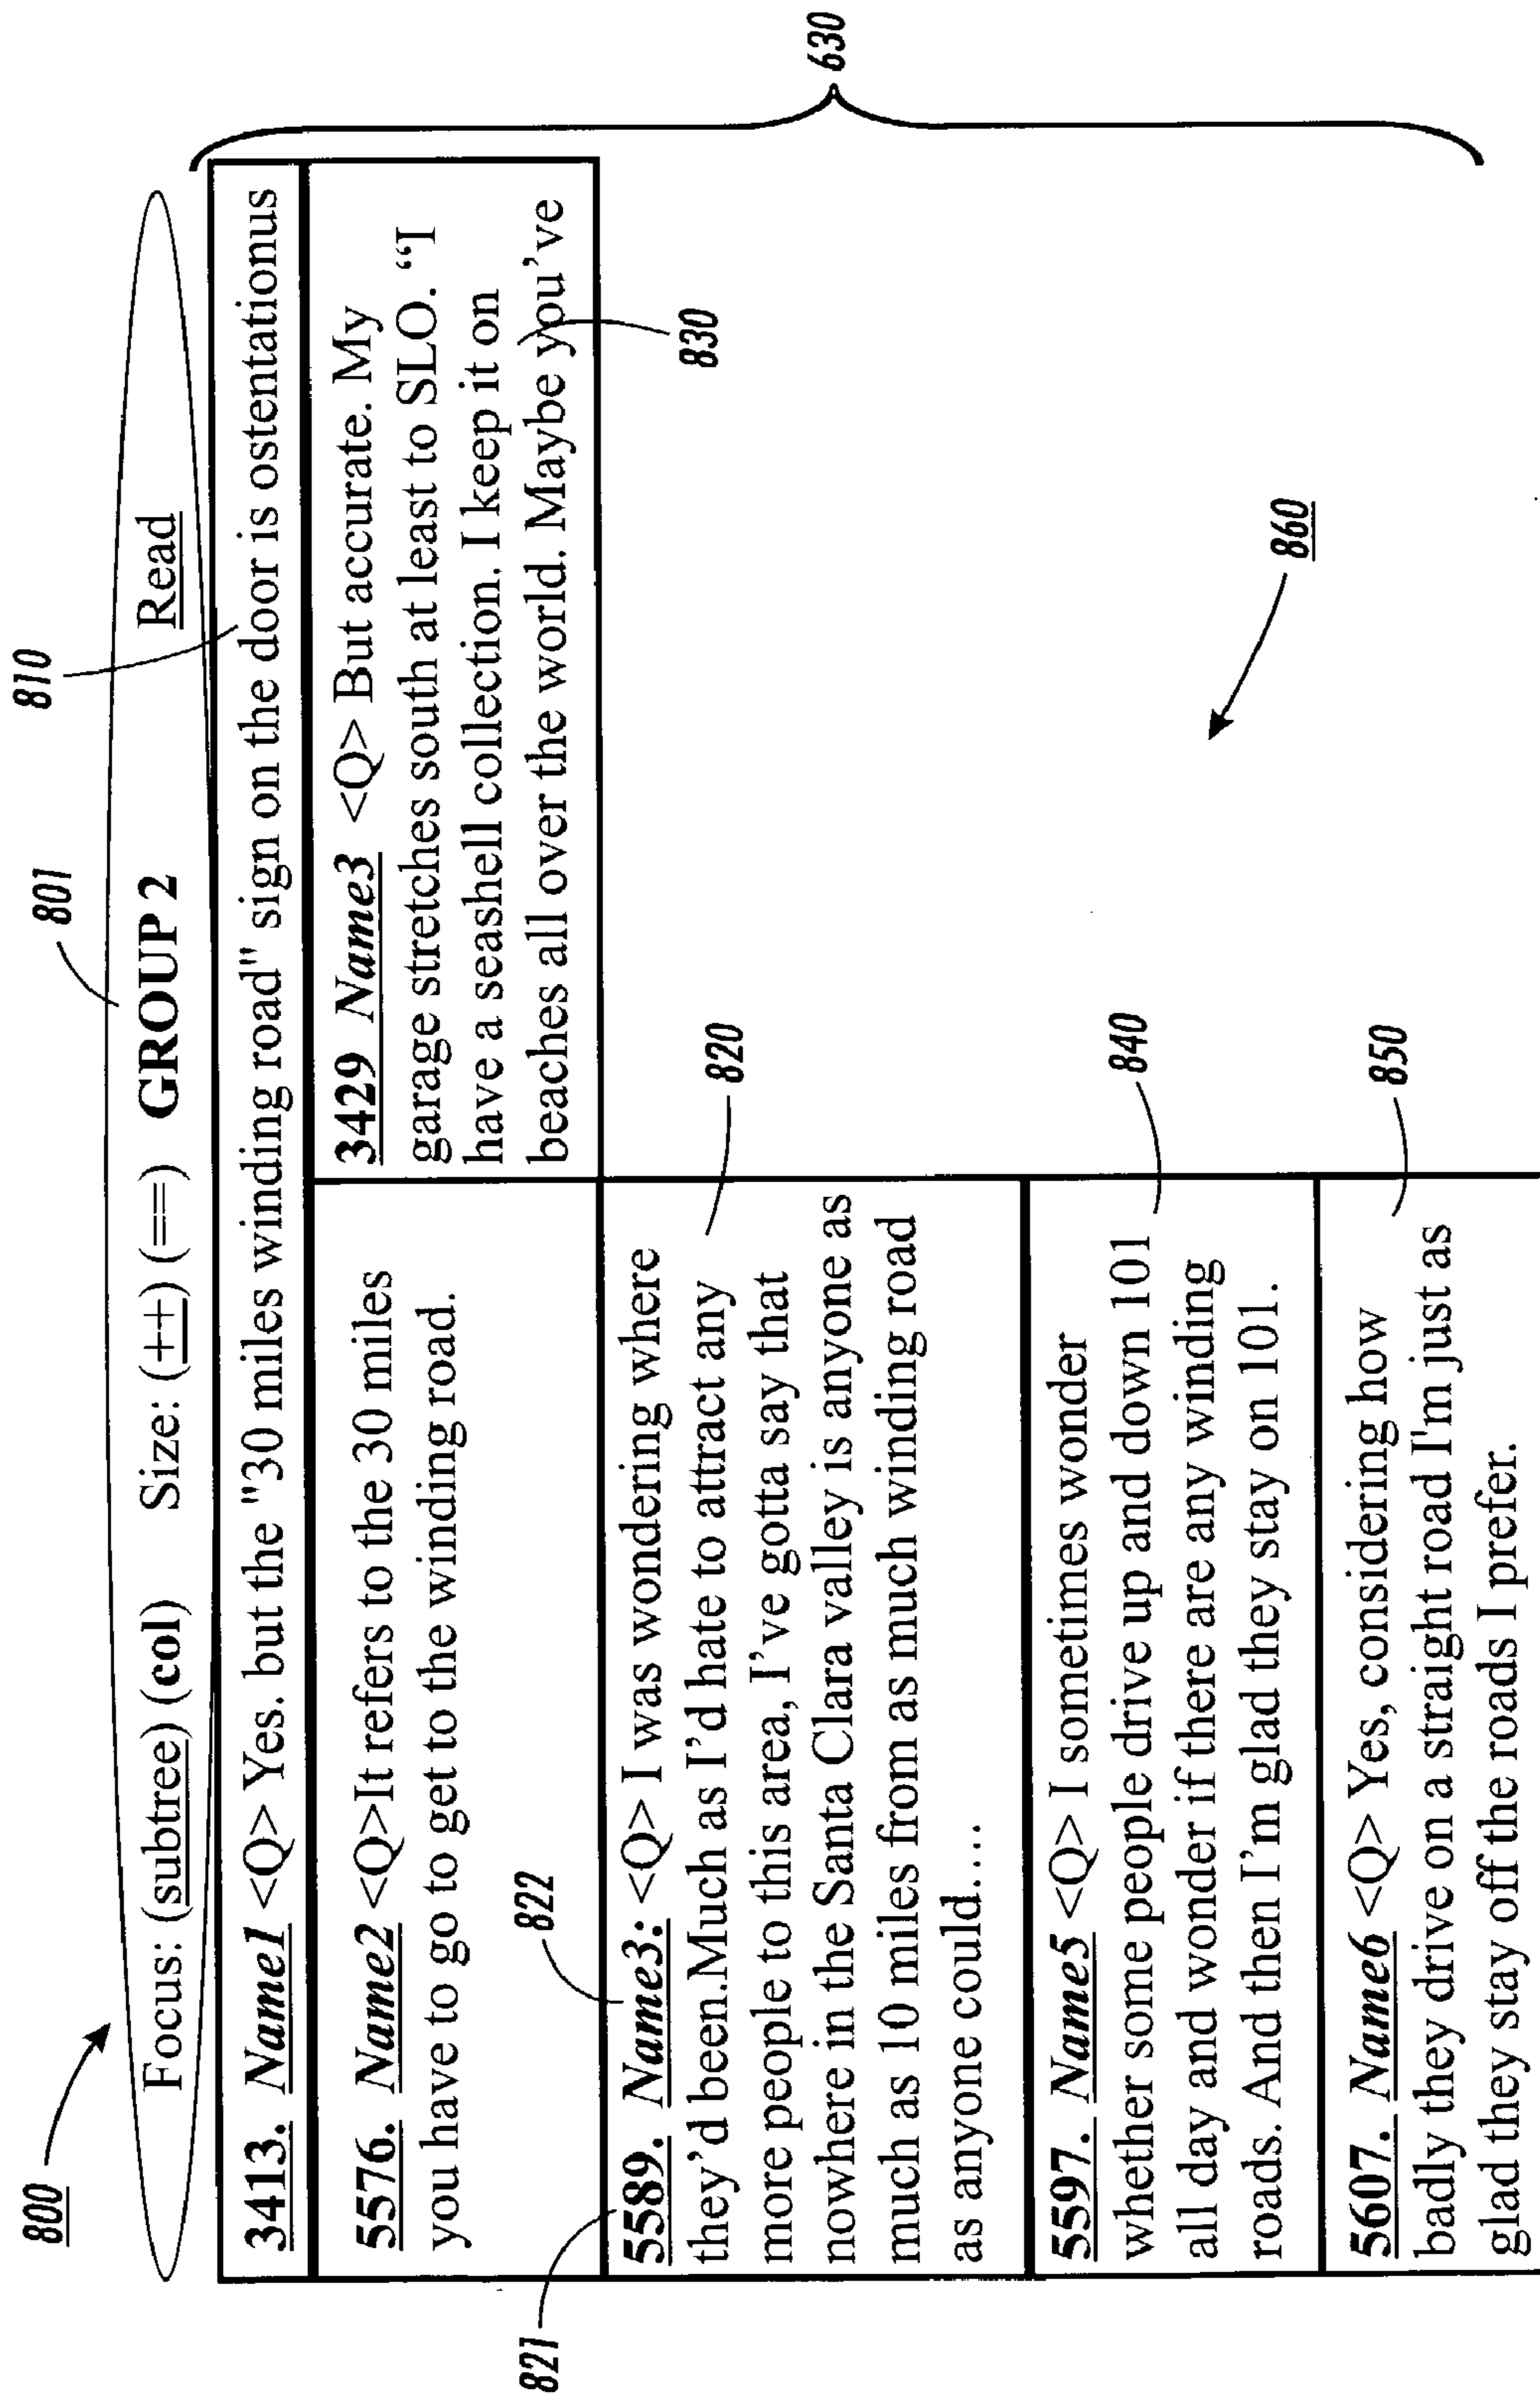 800
801
810
Focus: (subtree) (col) Size: (++) (==) GROUP 2 Read
3413. Name1 <Q> Yes. but the "30 miles winding road" sign on the door is ostentationus
5576. Name2 <Q>It refers to the 30 miles
you have to go to get to the winding road.
3429 Name3 <Q> But accurate. My
garage stretches south at least to SLO. “I
have a seashell collection. I keep it on
beaches all over the world. Maybe you’ve
830
630
821
822
5589. Name3: <Q> I was wondering where
they’d been.Much as I’d hate to attract any
more people to this area, I’ve gotta say that
nowhere in the Santa Clara valley is anyone as
much as 10 miles from as much winding road
as anyone could....
820
5597. Name5 <Q> I sometimes wonder
whether some people drive up and down 101
all day and wonder if there are any winding
roads. And then I’m glad they stay on 101.
840
5607. Name6 <Q> Yes, considering how
badly they drive on a straight road I'm just as
glad they stay off the roads I prefer.
850
860